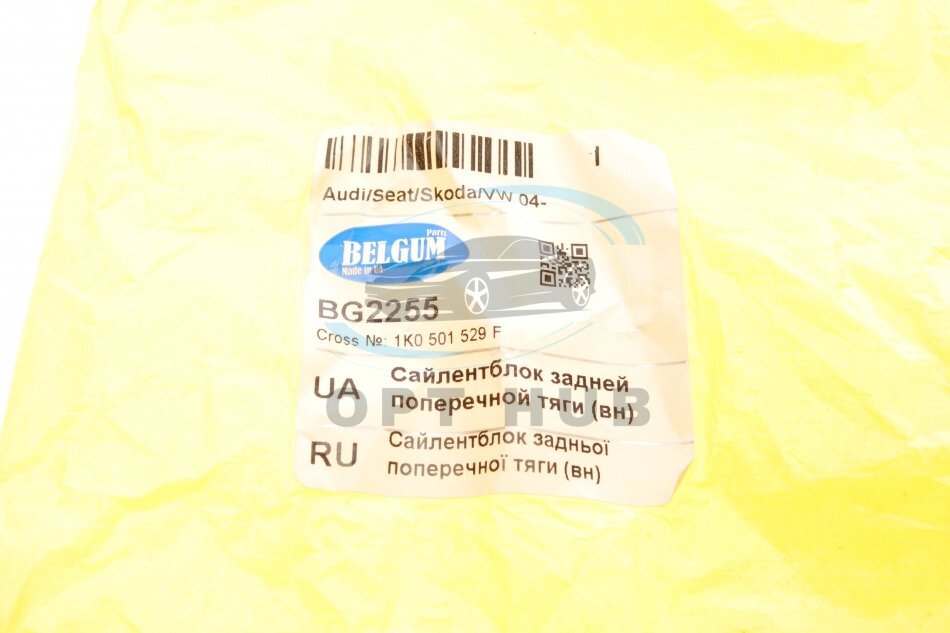 Audi/Seat/Skoda/VW 04-
Parts
BELGUM
Made in UA
BG2255
Cross №: 1K0 501 529 F
UA
Сайлентблок задней
поперечной тяги (вн)
OPT HUB
RU
Сайлентблок задньої
поперечної тяги (вн)